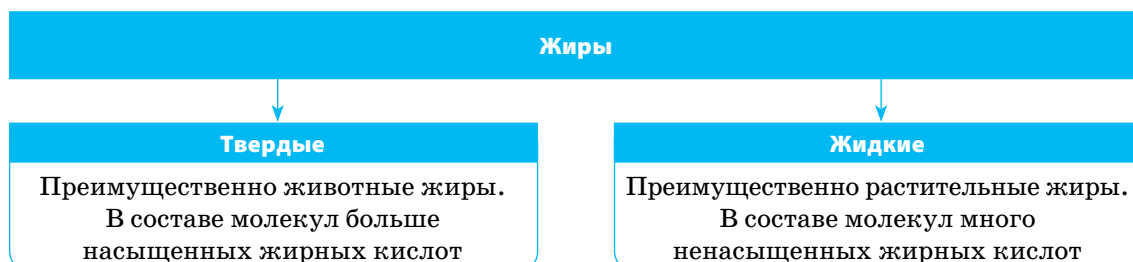 Жиры
Твердые
Преимущественно животные жиры.
В составе молекул больше
насыщенных жирных кислот
Жидкие
Преимущественно растительные жиры.
В составе молекул много
ненасыщенных жирных кислот